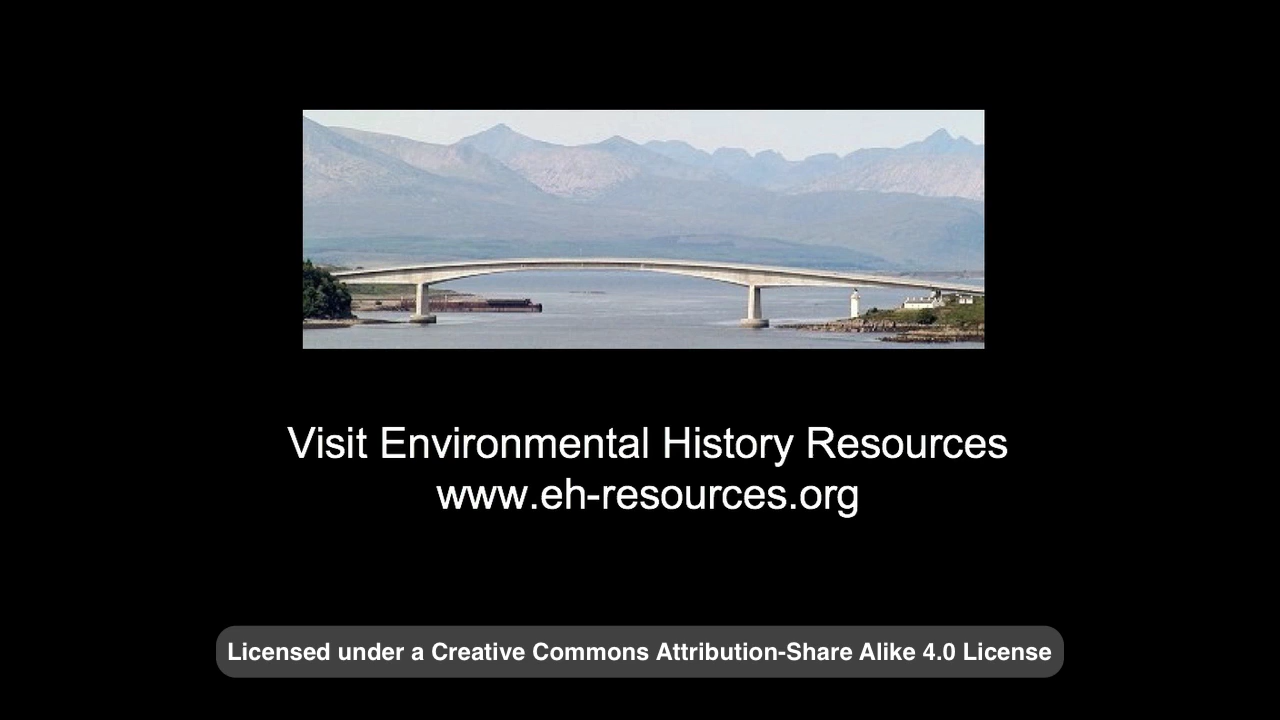 Visit Environmental History Resources
www.eh-resources.org
Licensed under a Creative Commons Attribution-Share Alike 4.0 License